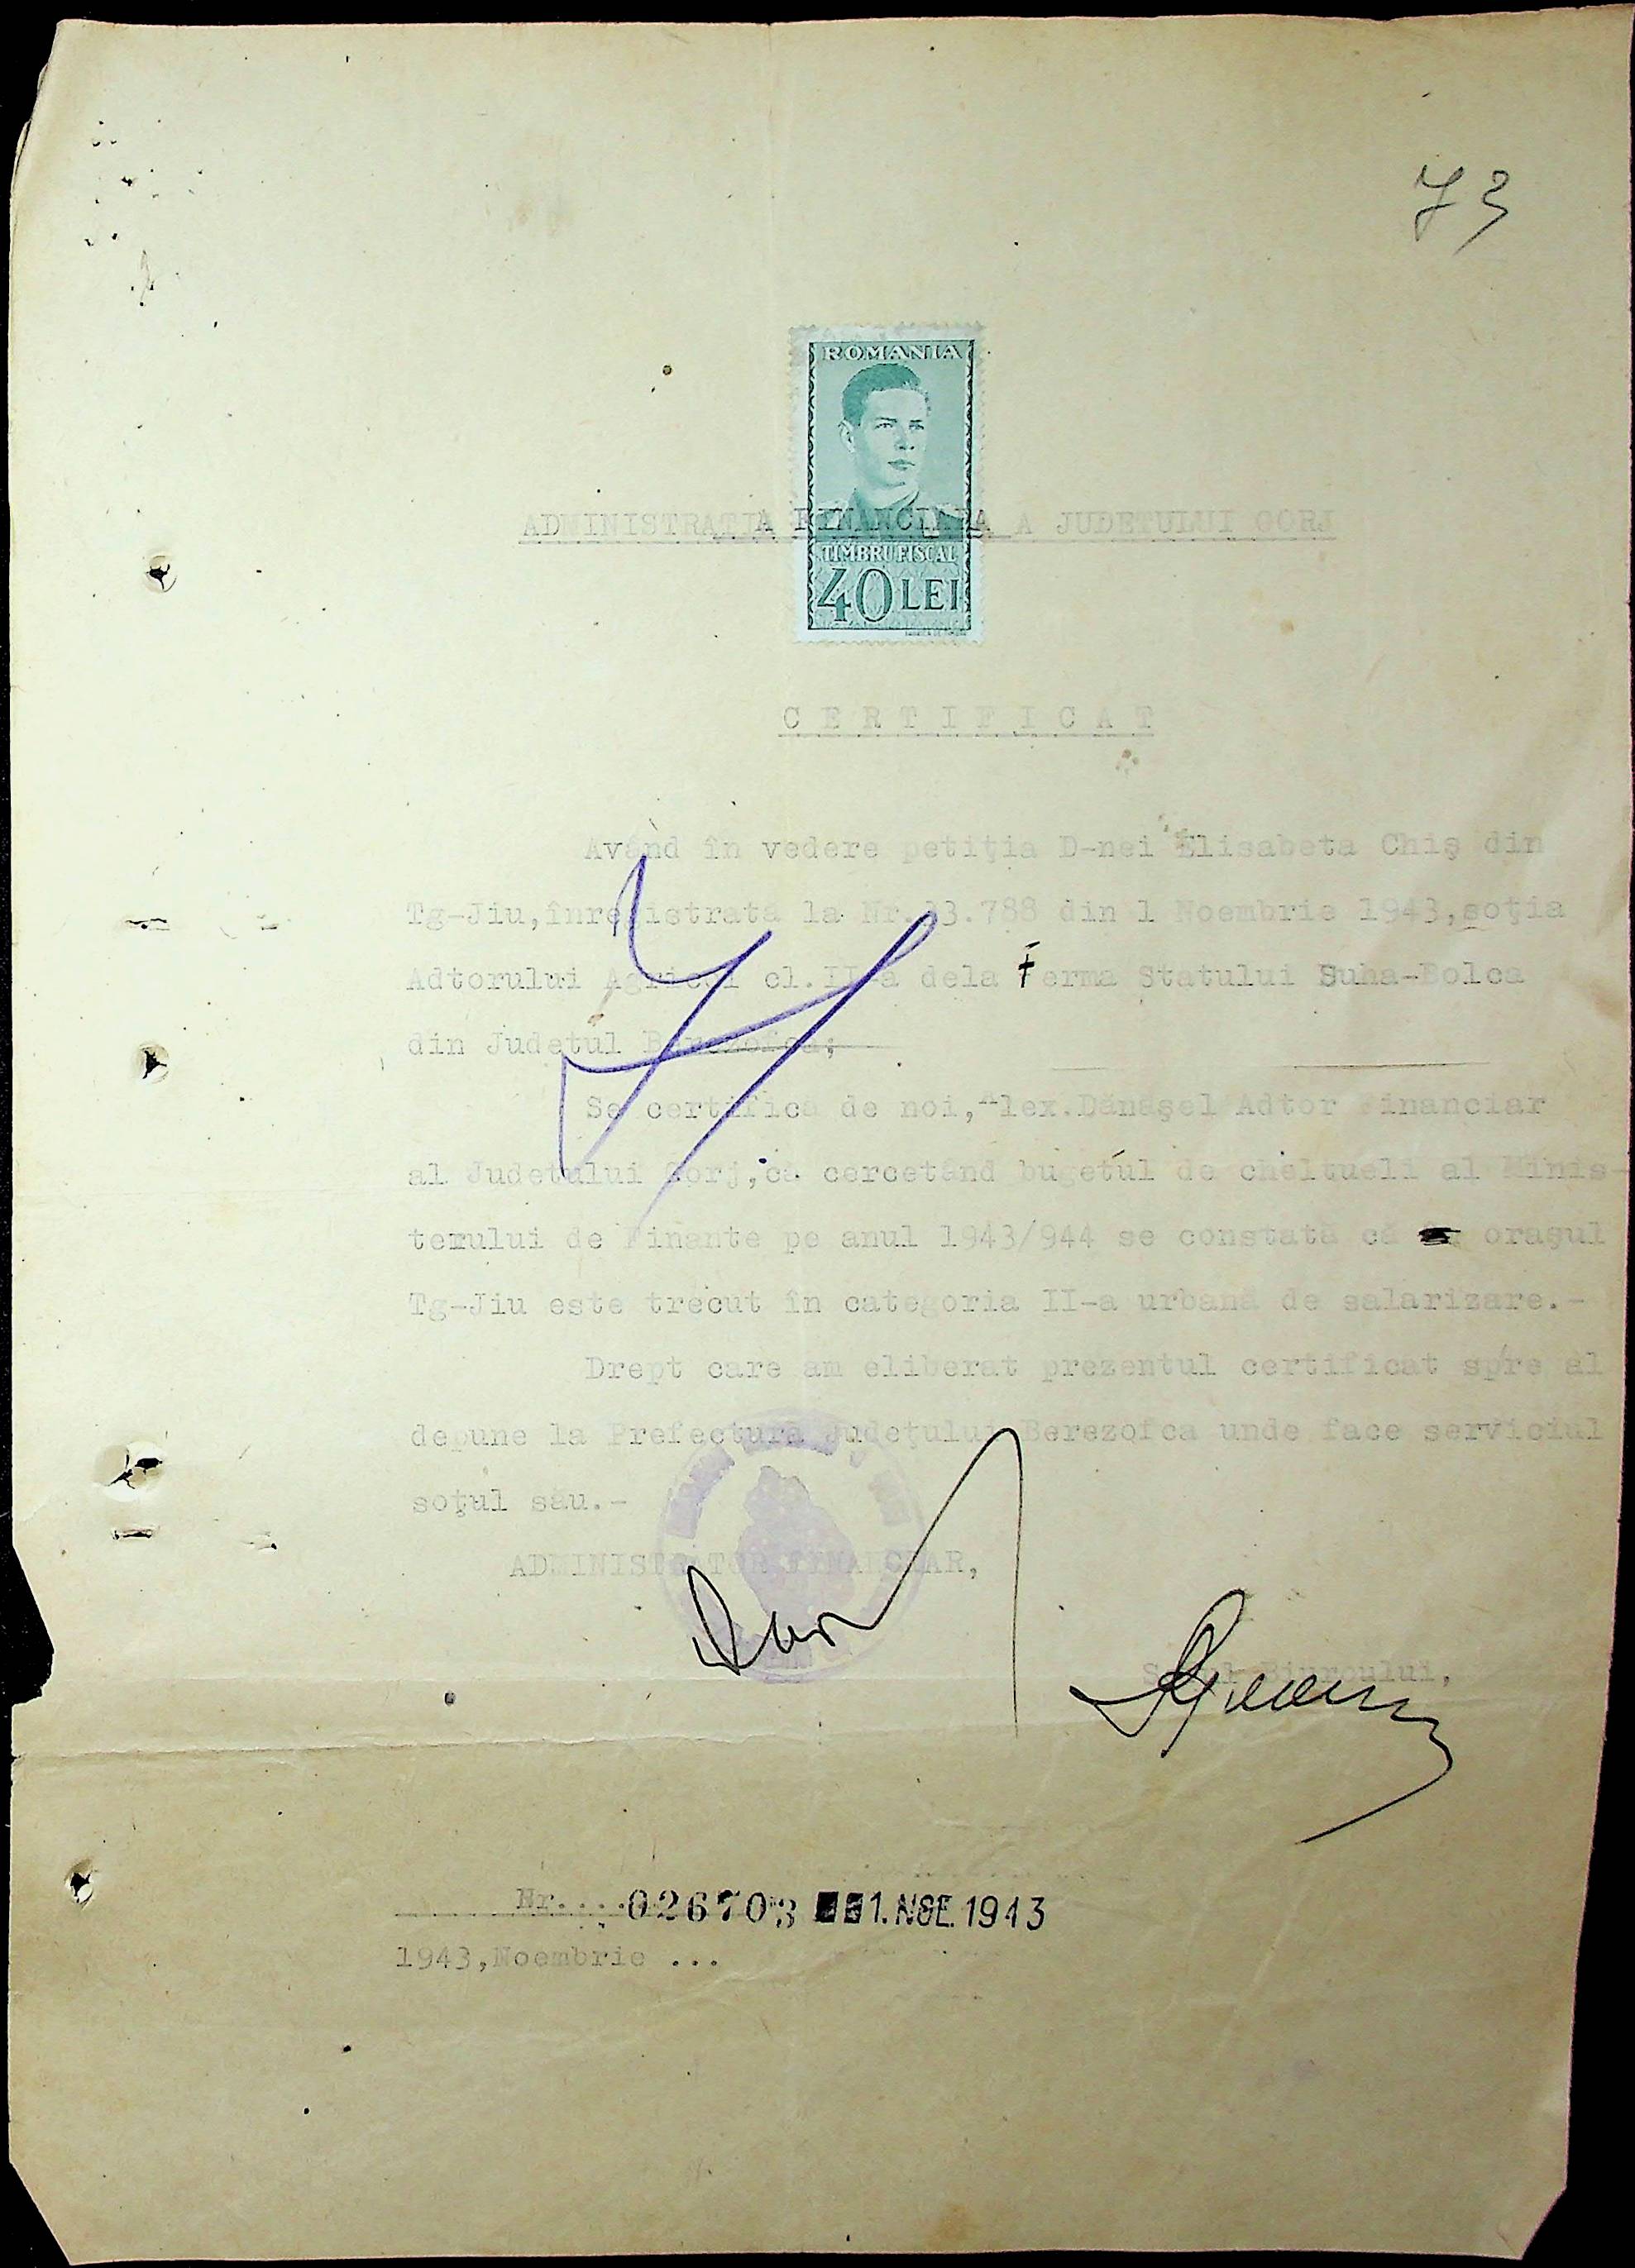 73
ROMANIA
TIMBRU FISCAL
40 LEI
ADMINISTRAŢIA FINANCIARA A JUDEŢULUI GORJ
CERTIFICAT
Având în vedere petiţia D-nei Elisabeta Chiş din
Tg-Jiu,înregistrată la Nr. 33.788 din 1 Noembrie 1943,soţia
Adtorului Agricol cl.II-a dela ferma Statului Suha-Bolca
din Judeţul Berezofca;
Se certifică de noi,Alex.Dănăşel Adtor Financiar
al Judeţului Gorj,că cercetând bugetul de cheltueli al Minis-
terului de Finanţe pe anul 1943/944 se constată că oraşul
Tg-Jiu este trecut în categoria II-a urbană de salarizare.-
Drept care am eliberat prezentul certificat spre al
depune la Prefectura Judeţului Berezofca unde face serviciul
soţul său.-
ADMINISTRATOR FINANCIAR,
Şeful Biuroului,
Nr....026703 1.NOE.1943
1943,Noembrie ...